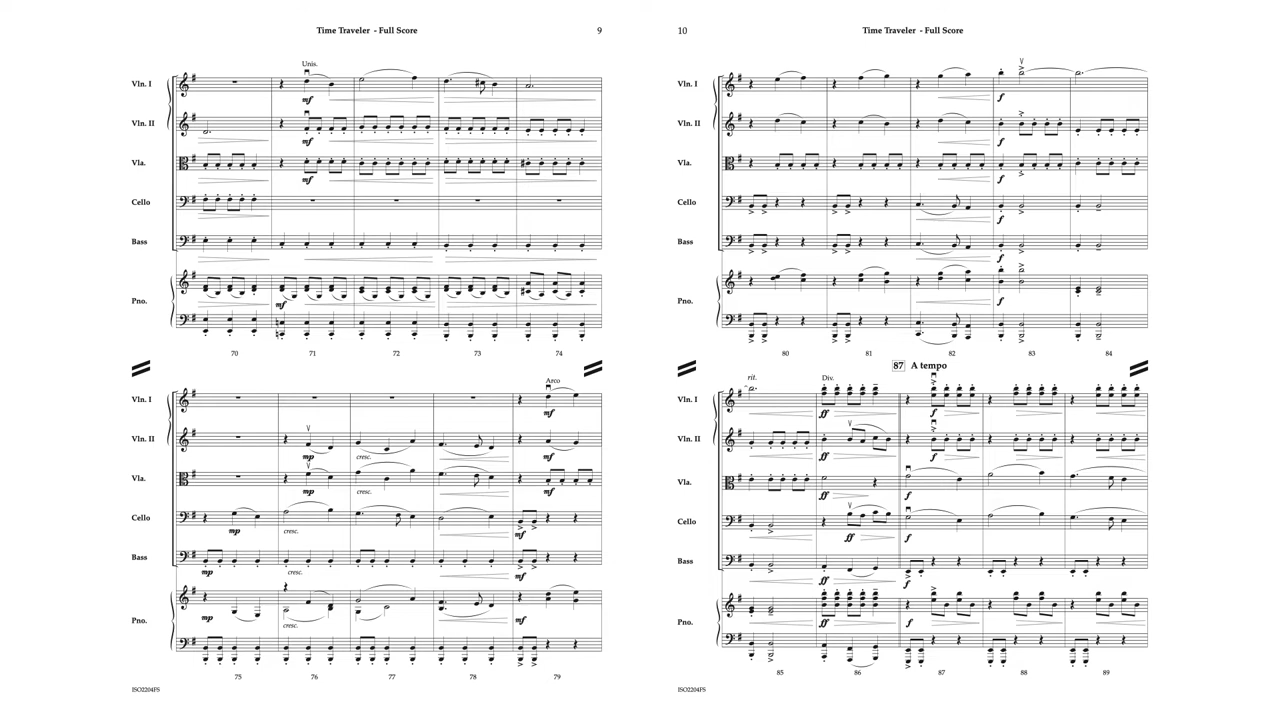 Time Traveler - Full Score
9
Unis.
Vln. I
mf
Vln. II
mf
Vla.
mf
Cello
Bass
Pno.
mf
70 71 72 73 74
Arco
Vln. I
mf
Vln. II
mp cresc. mf
Vla.
mp cresc. mf
Cello
mp cresc. mf
Bass
mp cresc. mf
Pno.
mp cresc. mf
75 76 77 78 79
ISO2204FS
10
Time Traveler - Full Score
Vln. I
f
Vln. II
f
Vla.
f
Cello
f
Bass
f
Pno.
f
80 81 82 83 84
87 A tempo
rit. Div.
Vln. I
ff f
Vln. II
ff f
Vla.
ff f
Cello
ff f
Bass
ff f
Pno.
ff f
85 86 87 88 89
ISO2204FS